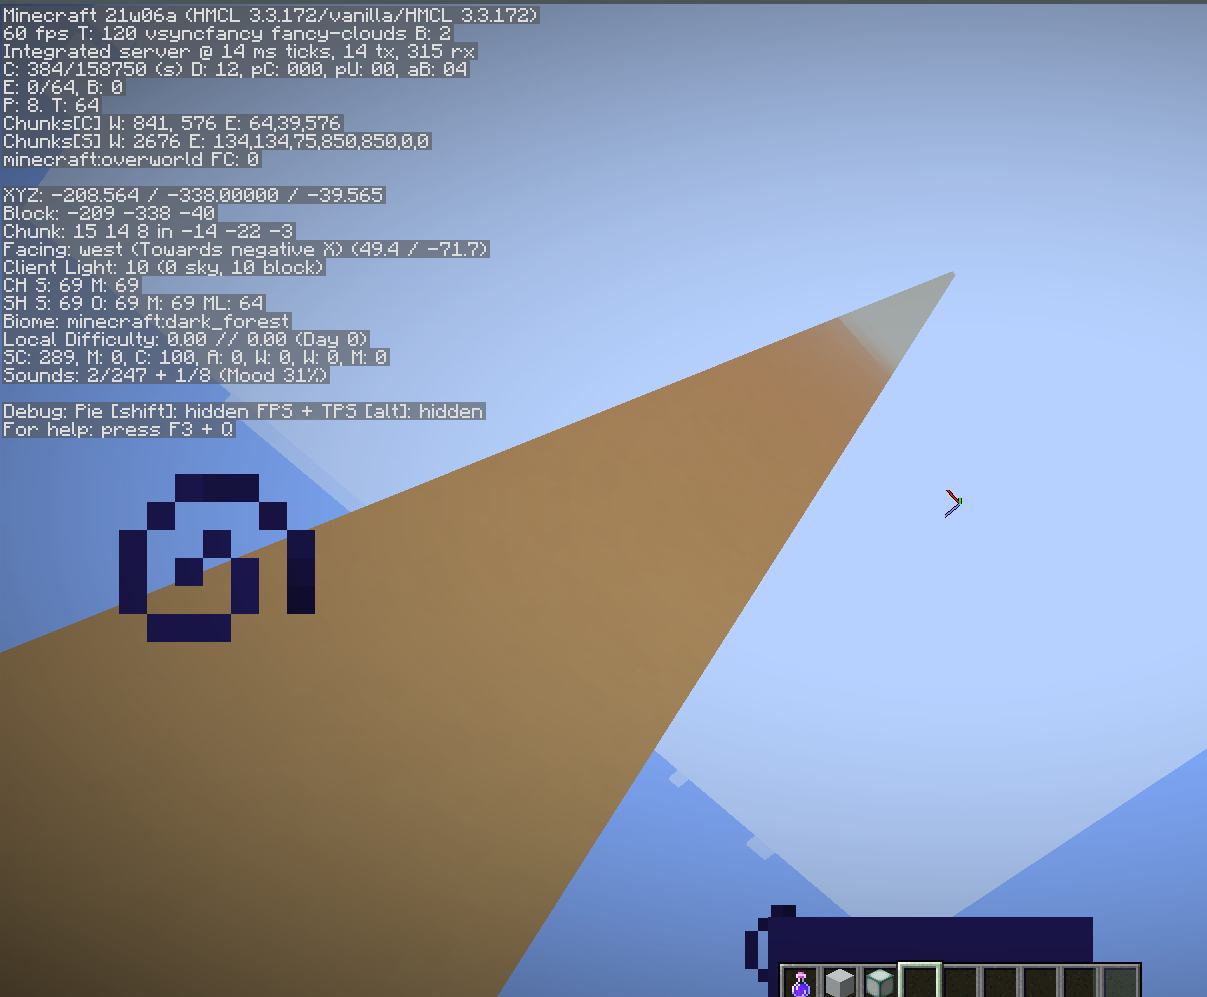 Minecraft 21w06a (HMCL 3.3.172/vanilla/HMCL 3.3.172)
60 fps T: 120 vsyncfancy fancy-clouds B: 2
Integrated server @ 14 ms ticks, 14 tx, 315 rx
C: 384/158750 (s) D: 12, pC: 000, pU: 00, aB: 04
E: 0/64, B: 0
P: 8. T: 64
Chunks[C] W: 841, 576 E: 64,39,576
Chunks[S] W: 2676 E: 134,134,75,850,850,0,0
minecraft:overworld FC: 0
XYZ: -208.564 / -338.00000 / -39.565
Block: -209 -338 -40
Chunk: 15 14 8 in -14 -22 -3
Facing: west (Towards negative X) (49.4 / -71.7)
Client Light: 10 (0 sky, 10 block)
CH S: 69 M: 69
SH S: 69 O: 69 M: 69 ML: 64
Biome: minecraft:dark_forest
Local Difficulty: 0.00 // 0.00 (Day 0)
SC: 289, M: 0, C: 100, A: 0, W: 0, W: 0, M: 0
Sounds: 2/247 + 1/8 (Mood 31%)
Debug: Pie [shift]: hidden FPS + TPS [alt]: hidden
For help: press F3 + Q